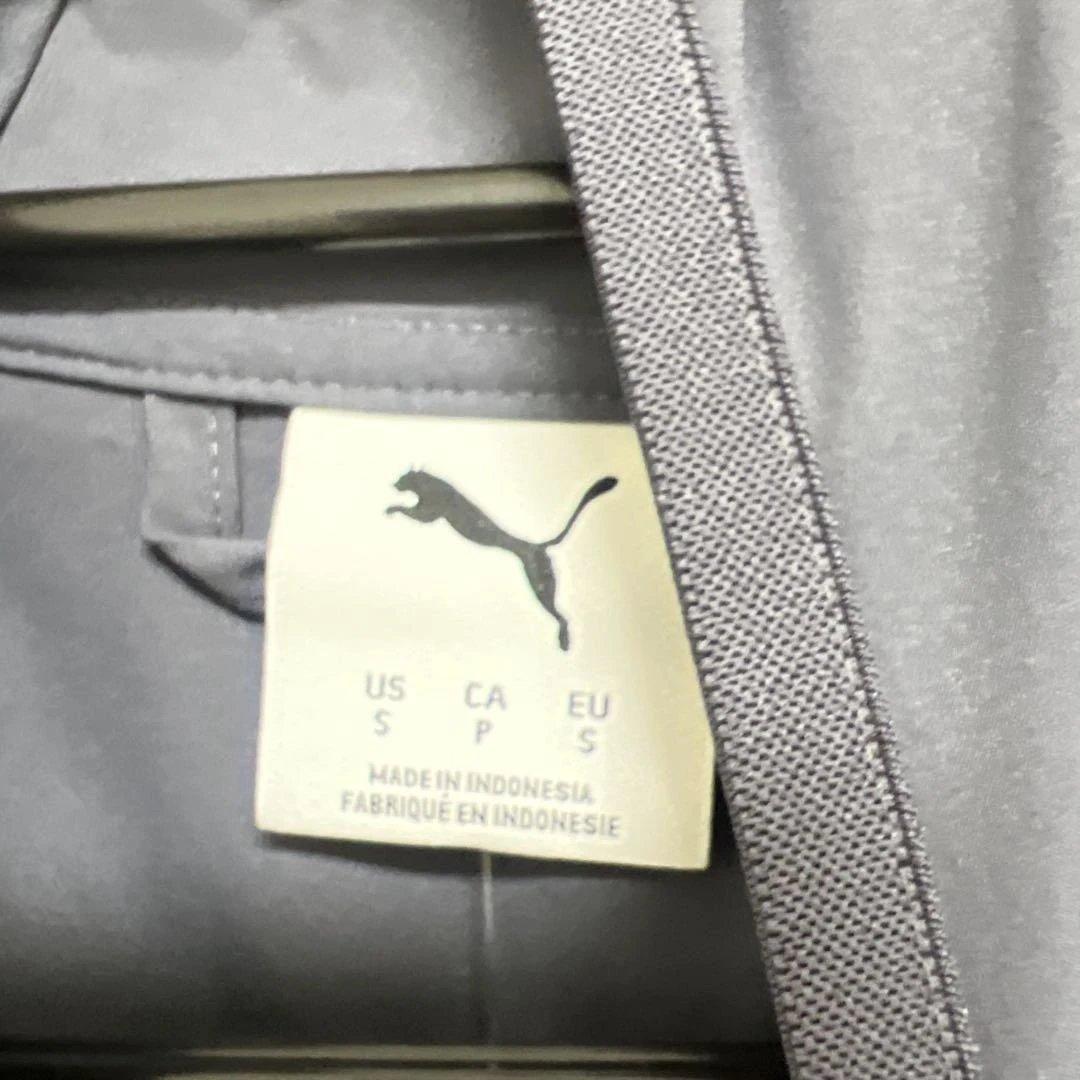 US CA EU
S P S
MADE IN INDONESIA
FABRIQUÉ EN INDONESIE